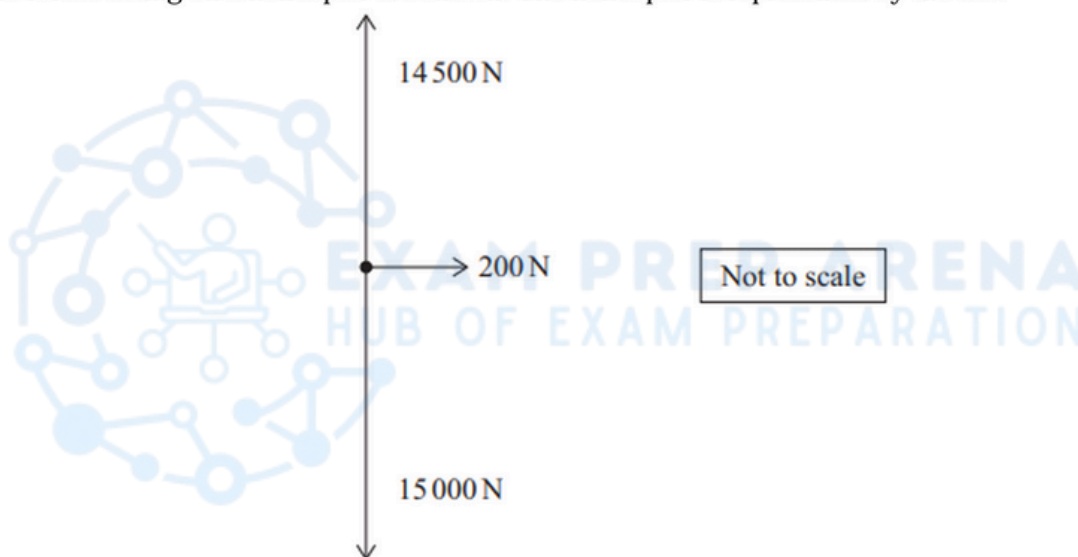 14 500 N
200 N
Not to scale
EXAM PREP ARENA
HUB OF EXAM PREPARATION
15 000 N